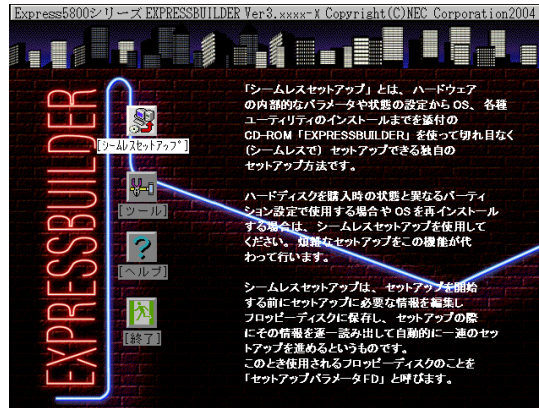 Express5800シリーズ EXPRESSBUILDER Ver3.xxxx-X Copyright(C)NEC Corporation2004
EXPRESSBUILDER
[シームレスセットアップ]
[ツール]
[ヘルプ]
[終了]
「シームレスセットアップ」とは、ハードウェア
の内部的なパラメータや状態の設定から OS、各種
ユーティリティのインストールまでを添付の
CD-ROM「EXPRESSBUILDER」を使って切れ目なく
(シームレスで) セットアップできる独自の
セットアップ方法です。
ハードディスクを購入時の状態と異なるパーティ
ション設定で使用する場合や OS を再インストール
する場合は、シームレスセットアップを使用して
ください。煩雑なセットアップをこの機能が代
わって行います。
シームレスセットアップは、セットアップを開始
する前にセットアップに必要な情報を編集し
フロッピーディスクに保存し、セットアップの際
にその情報を逐一読み出して自動的に一連のセッ
トアップを進めるというものです。
このとき使用されるフロッピーディスクのことを
「セットアップパラメータFD」と呼びます。